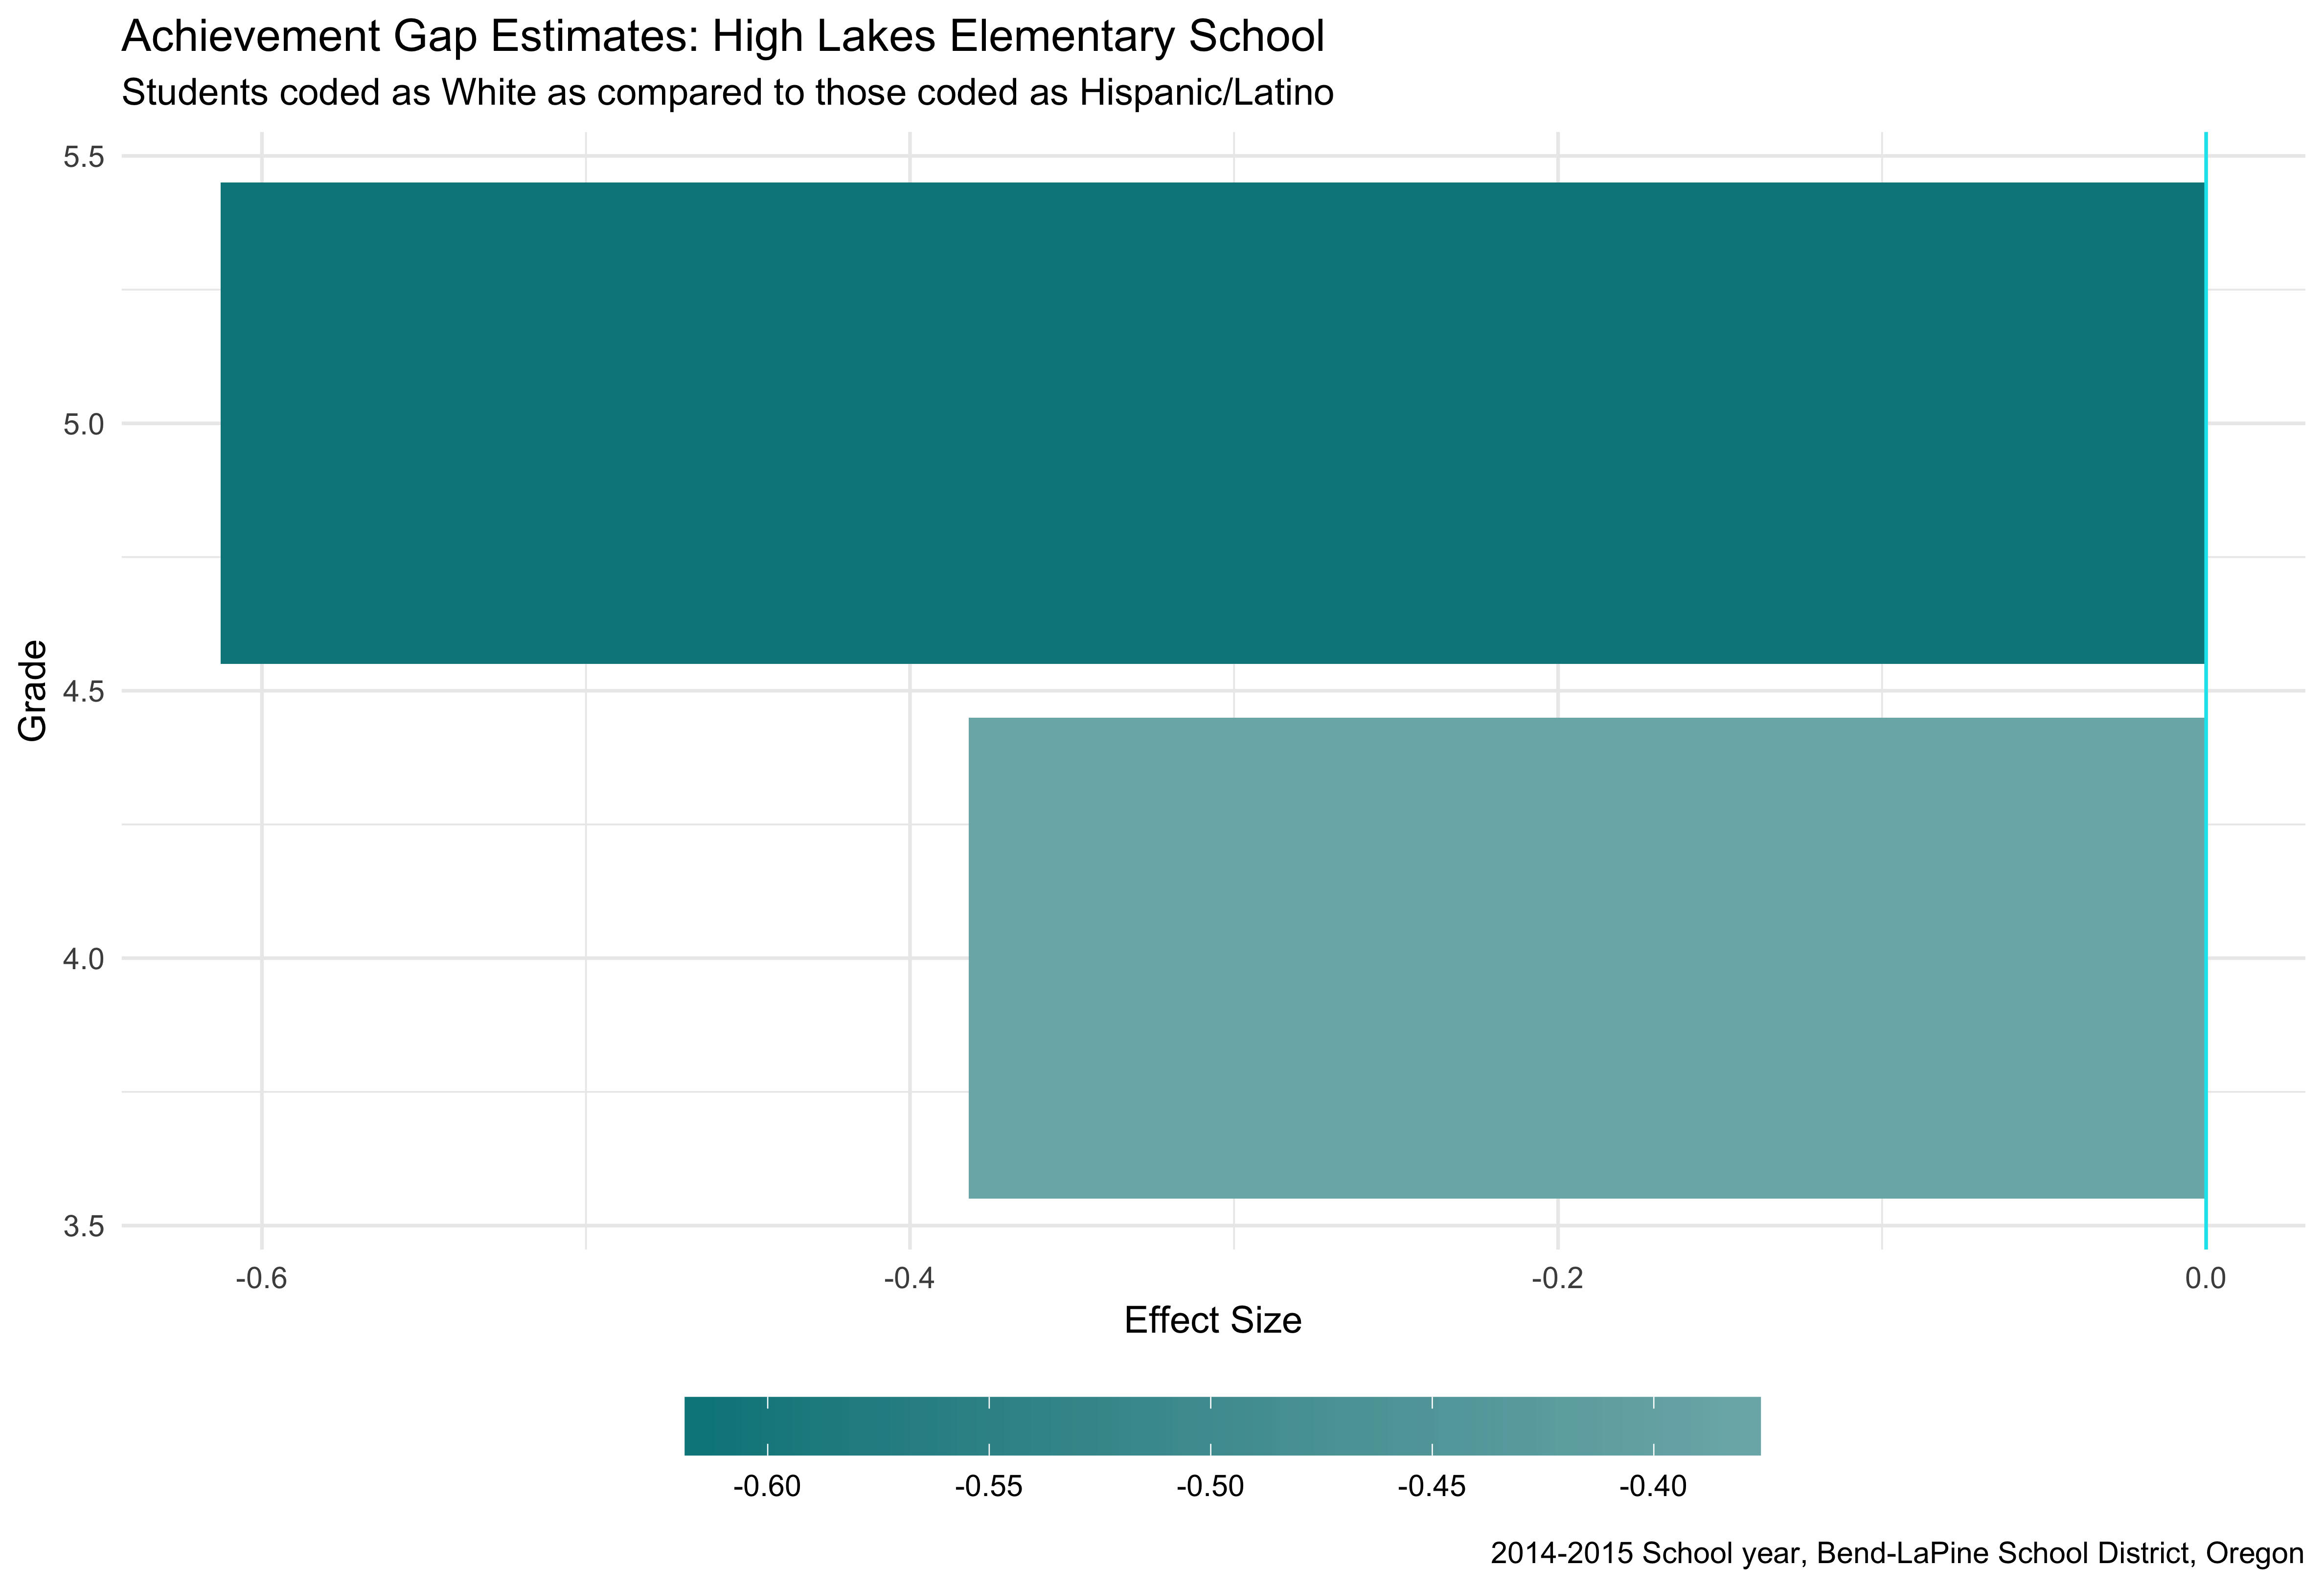 Achievement Gap Estimates: High Lakes Elementary School
Students coded as White as compared to those coded as Hispanic/Latino
5.5
5.0
4.5
4.0
3.5
Grade
-0.6 -0.4 -0.2 0.0
Effect Size
-0.60 -0.55 -0.50 -0.45 -0.40
2014-2015 School year, Bend-LaPine School District, Oregon